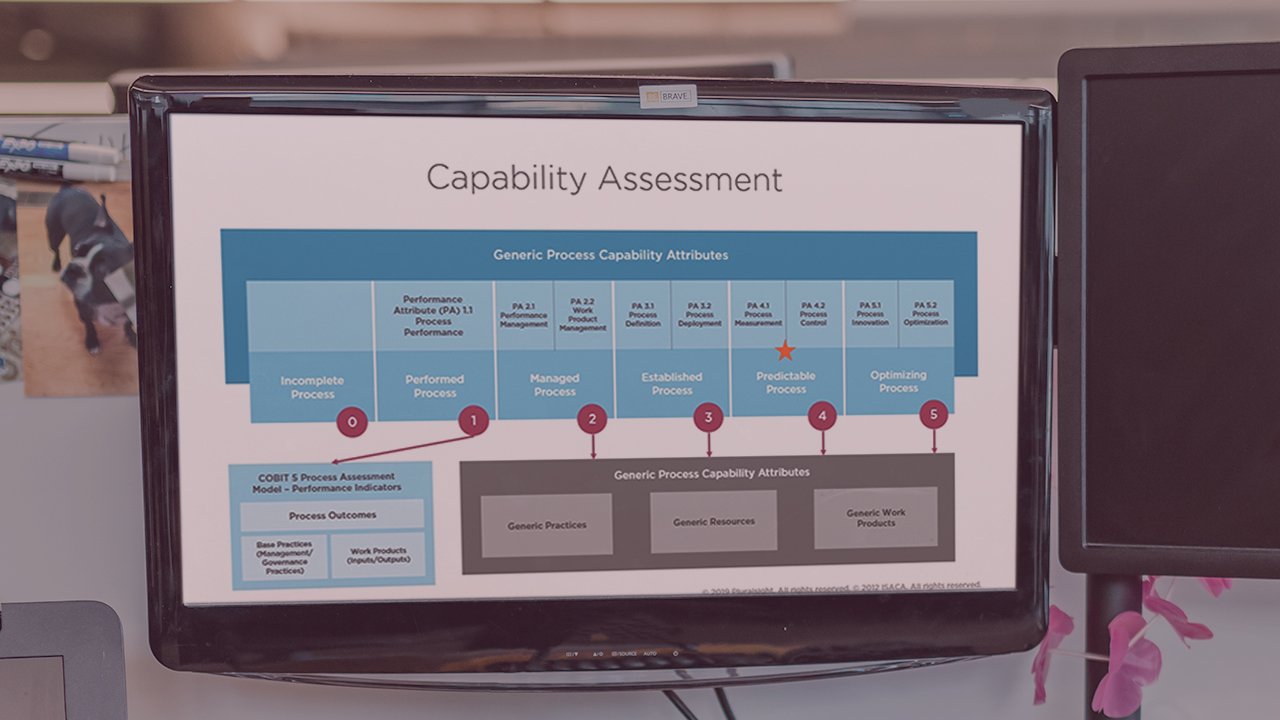 BRAVE
EXPO
Capability Assessment
Generic Process Capability Attributes
Performance
Attribute (PA) 1.1
Process
Performance
PA 2.1
Performance
Management
PA 2.2
Work
Product
Management
PA 3.1
Process
Definition
PA 3.2
Process
Deployment
PA 4.1
Process
Measurement
PA 4.2
Process
Control
PA 5.1
Process
Innovation
PA 5.2
Process
Optimization
Incomplete
Process
Performed
Process
Managed
Process
Established
Process
Predictable
Process
Optimizing
Process
0
1
2
3
4
5
COBIT 5 Process Assessment
Model – Performance Indicators
Process Outcomes
Base Practices
(Management/
Governance
Practices)
Work Products
(Inputs/Outputs)
Generic Process Capability Attributes
Generic Practices
Generic Resources
Generic Work
Products
© 2019 Pluralsight. All rights reserved. © 2012 ISACA. All rights reserved.
/SOURCE AUTO